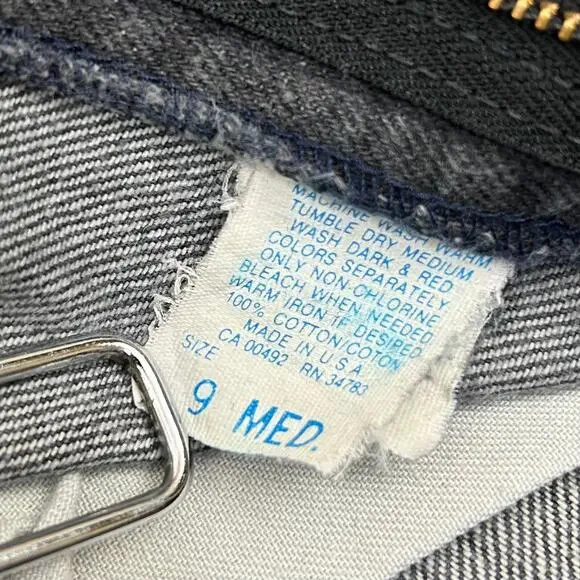 MACHINE WASH WARM
TUMBLE DRY MEDIUM
WASH DARK & RED
COLORS SEPARATELY
ONLY NON-CHLORINE
BLEACH WHEN NEEDED
WARM IRON IF DESIRED
100% COTTON/COTON
MADE IN U.S.A.
CA 00492 RN 34783
SIZE
9 MED.